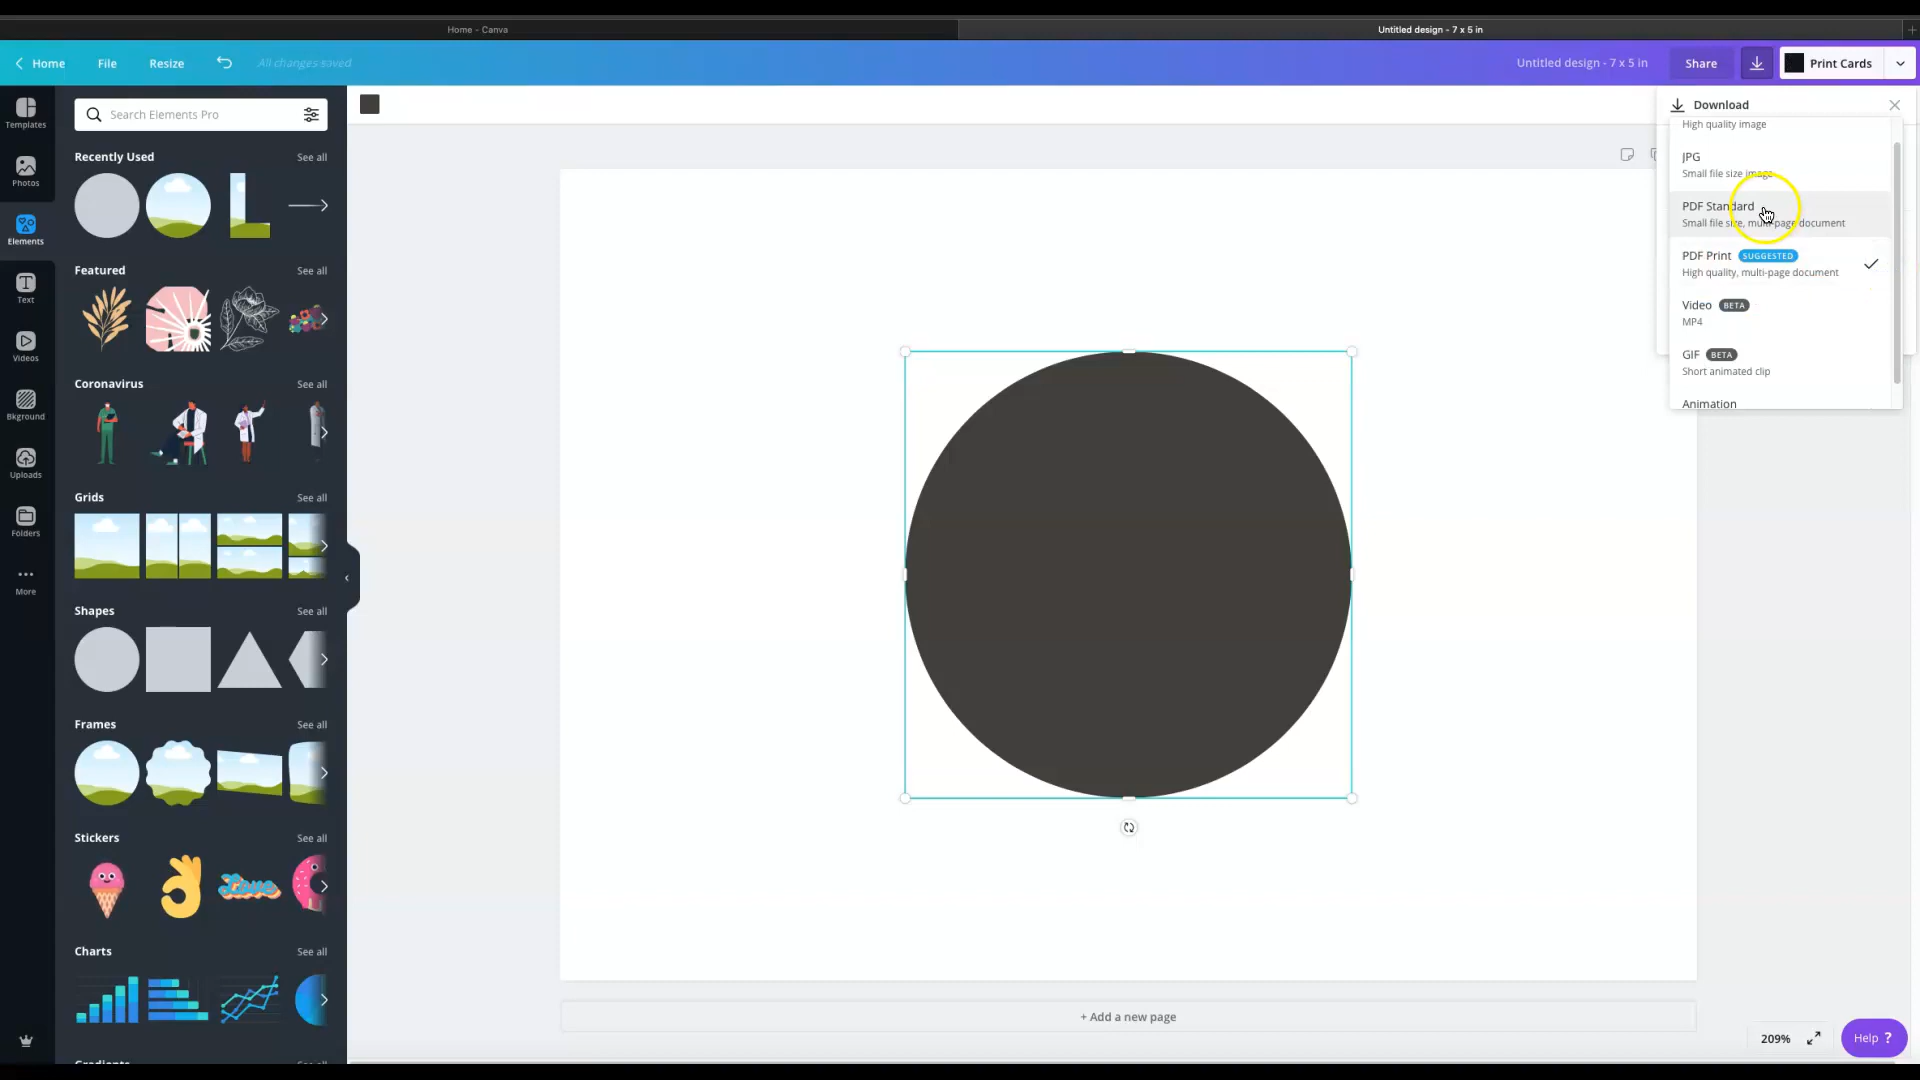 Home - Canva
Untitled design - 7 x 5 in
Home
File
Resize
All changes saved
Untitled design - 7 x 5 in
Share
Print Cards
Templates
Photos
Elements
Text
Videos
Bkground
Uploads
Folders
More
Search Elements Pro
Recently Used
See all
Featured
See all
Coronavirus
See all
Grids
See all
Shapes
See all
Frames
See all
Stickers
See all
Love
Charts
See all
Download
High quality image
JPG
Small file size image
PDF Standard
Small file size, multi-page document
PDF Print SUGGESTED
High quality, multi-page document
Video BETA
MP4
GIF BETA
Short animated clip
Animation
+ Add a new page
209%
Help ?